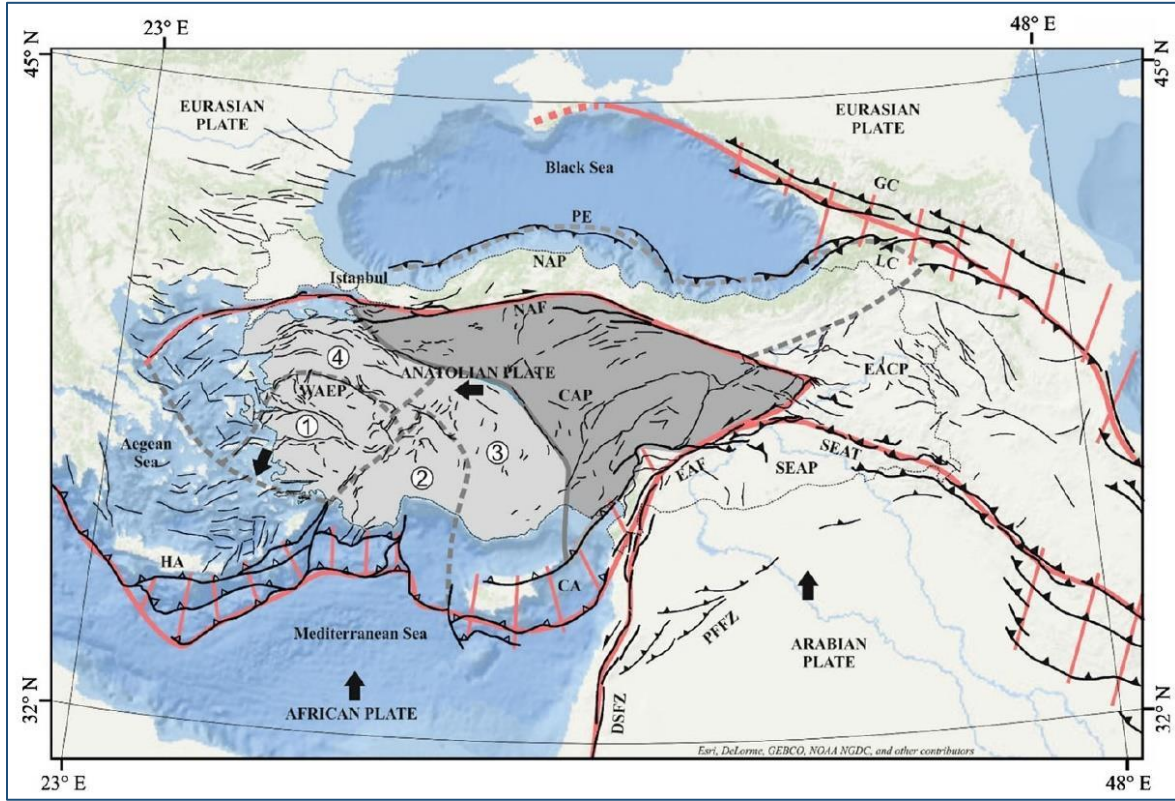 23° E
48° E
45° N
45° N
EURASIAN
PLATE
EURASIAN
PLATE
Black Sea
GC
PE
NAP
LC
Istanbul
NAF
④
ANATOLIAN PLATE
EACP
WAEP
CAP
①
Aegean
Sea
③
SEAT
②
EAF
SEAP
HA
CA
PFFZ
Mediterranean Sea
ARABIAN
PLATE
32° N
AFRICAN PLATE
DSFZ
32° N
Esri, DeLorme, GEBCO, NOAA NGDC, and other contributors
23° E
48° E